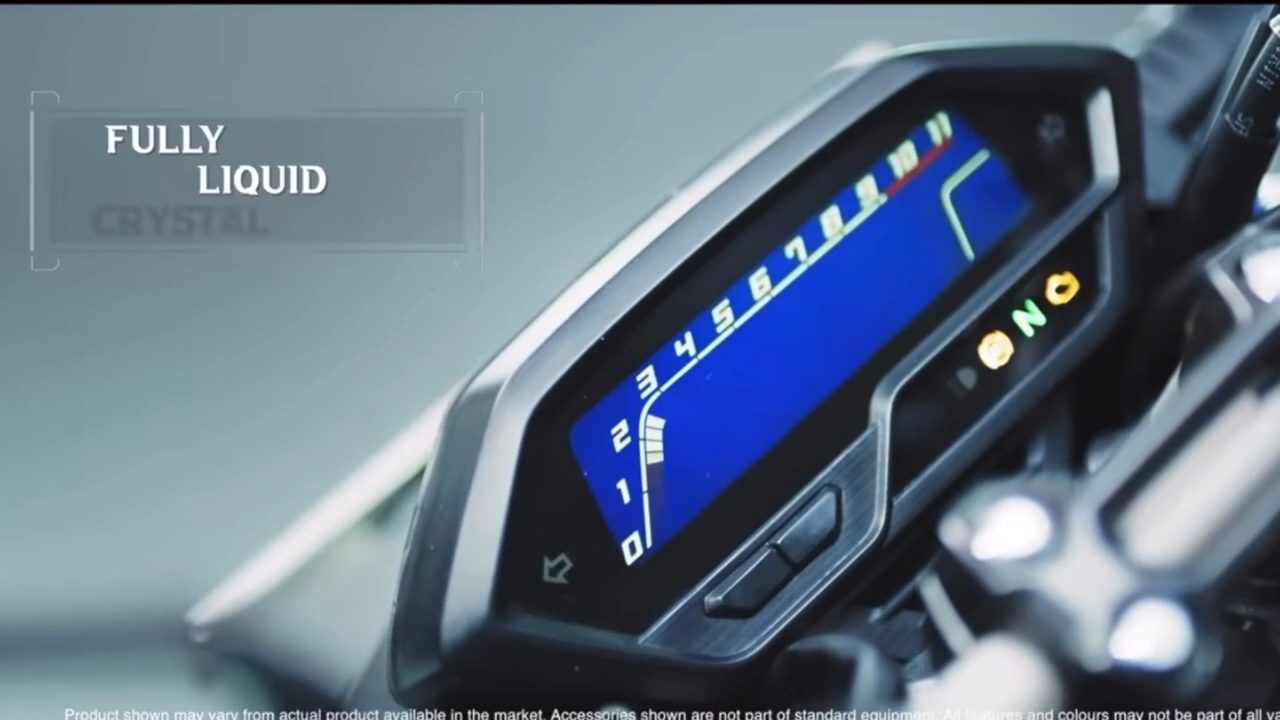 FULLY
LIQUID
CRYSTAL
0
1
2
3
4
5
6
7
8
9
10
11
N
Product shown may vary from actual product available in the market. Accessories shown are not part of standard equipment. All features and colours may not be part of all